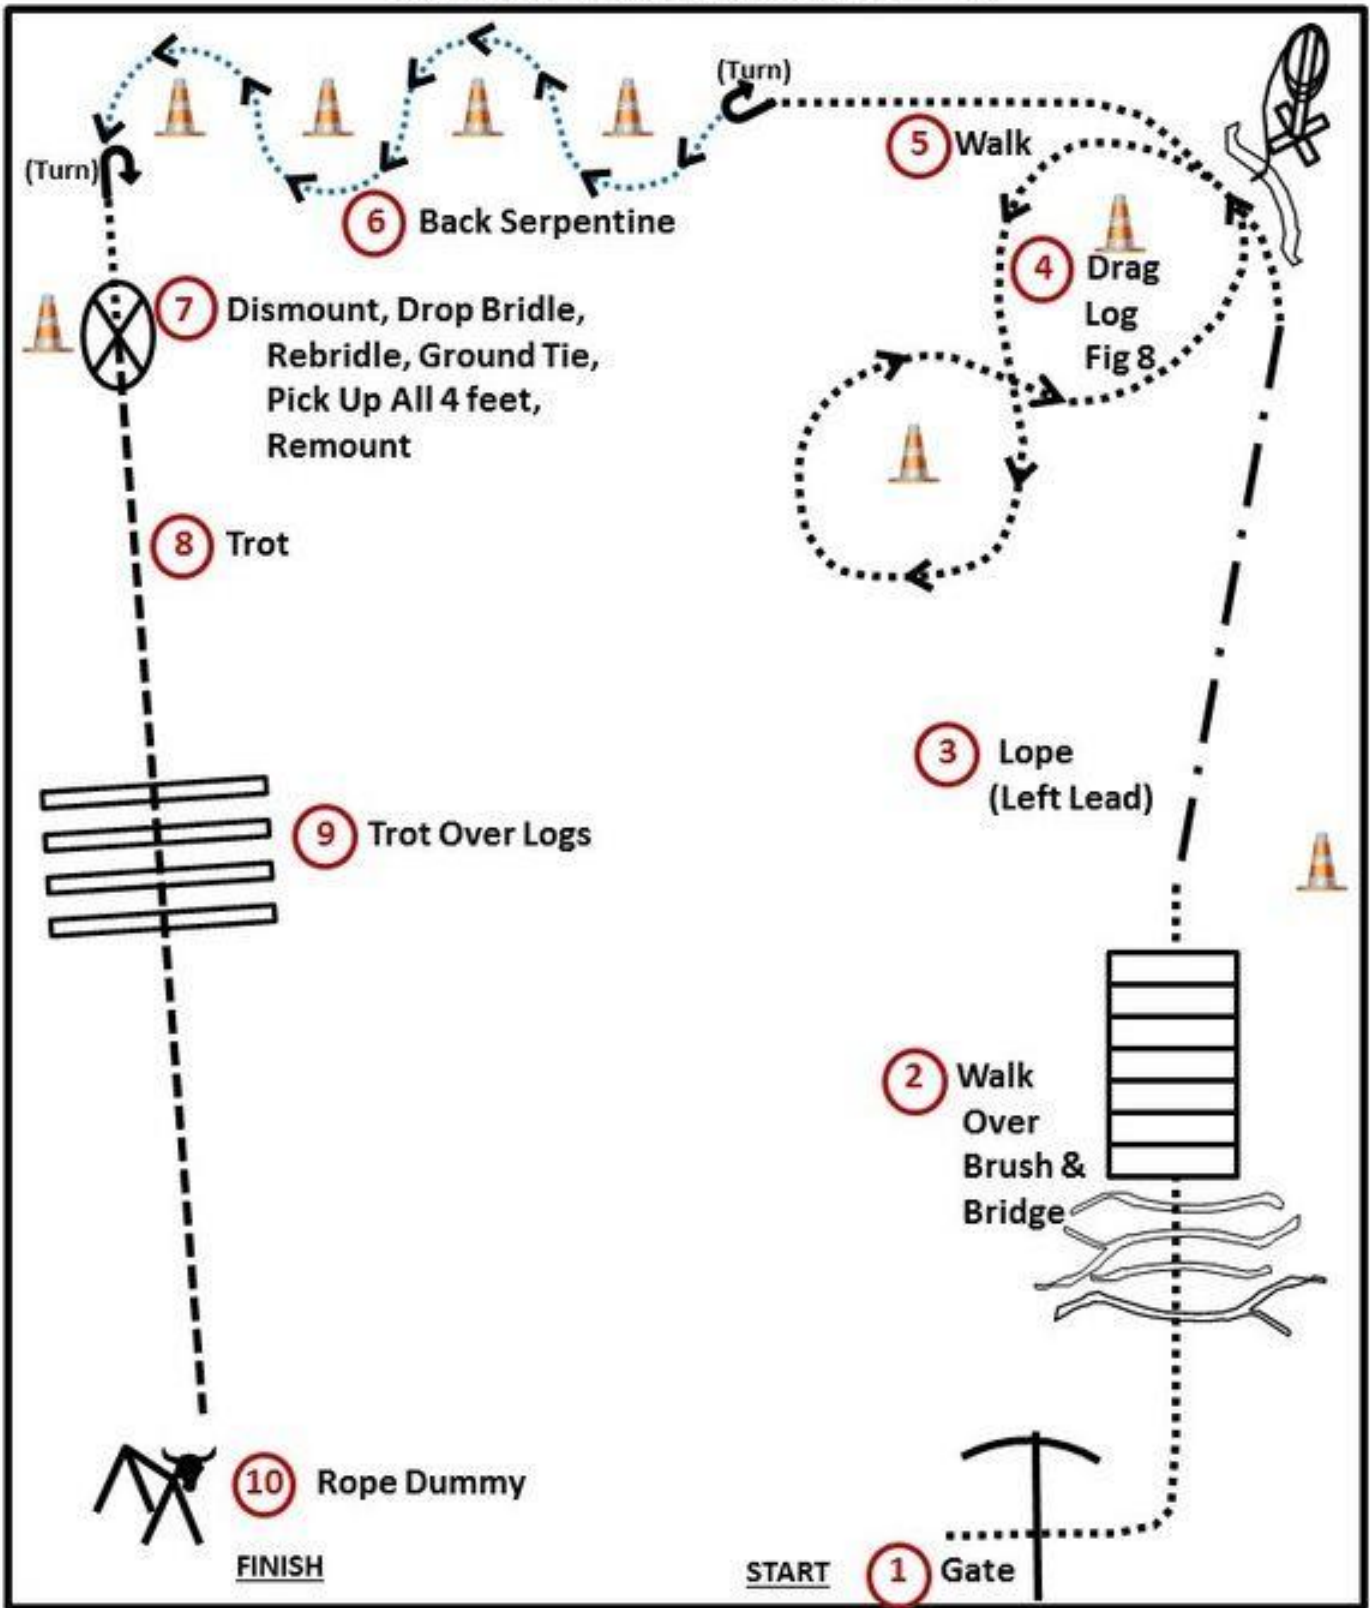 (Turn)
5 Walk
(Turn)
6 Back Serpentine
4 Drag
Log
Fig 8
7 Dismount, Drop Bridle,
Rebridle, Ground Tie,
Pick Up All 4 feet,
Remount
8 Trot
3 Lope
(Left Lead)
9 Trot Over Logs
2 Walk
Over
Brush &
Bridge
10 Rope Dummy
FINISH
START 1 Gate